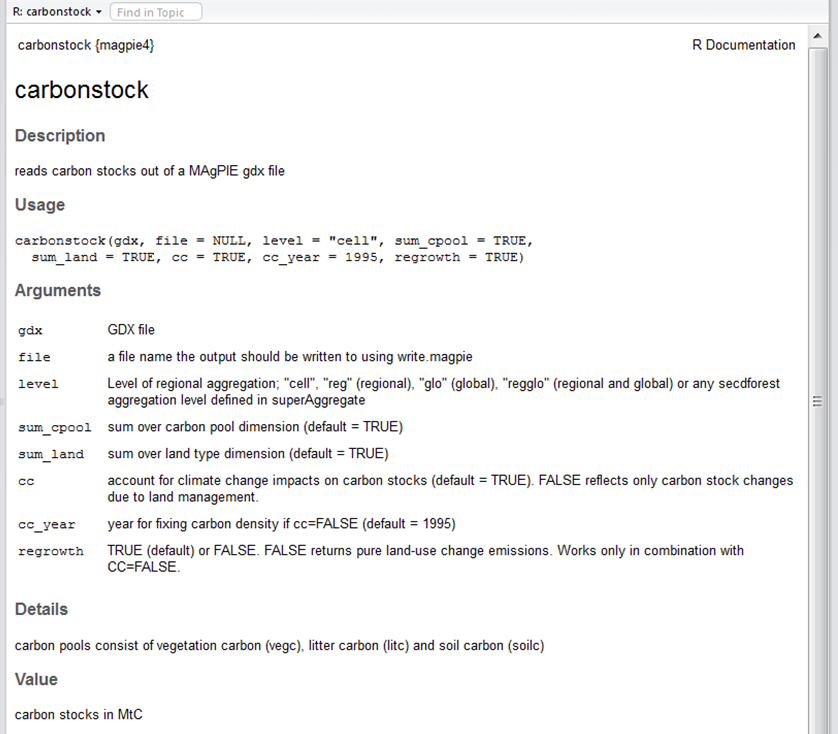 R: carbonstock
Find in Topic
carbonstock {magpie4}
R Documentation
carbonstock
Description
reads carbon stocks out of a MAgPIE gdx file
Usage
carbonstock(gdx, file = NULL, level = "cell", sum_cpool = TRUE,
sum_land = TRUE, cc = TRUE, cc_year = 1995, regrowth = TRUE)
Arguments
gdx GDX file
file a file name the output should be written to using write.magpie
level Level of regional aggregation; "cell", "reg" (regional), "glo" (global), "regglo" (regional and global) or any secdforest
aggregation level defined in superAggregate
sum_cpool sum over carbon pool dimension (default = TRUE)
sum_land sum over land type dimension (default = TRUE)
cc account for climate change impacts on carbon stocks (default = TRUE). FALSE reflects only carbon stock changes
due to land management.
cc_year year for fixing carbon density if cc=FALSE (default = 1995)
regrowth TRUE (default) or FALSE. FALSE returns pure land-use change emissions. Works only in combination with
CC=FALSE.
Details
carbon pools consist of vegetation carbon (vegc), litter carbon (litc) and soil carbon (soilc)
Value
carbon stocks in MtC